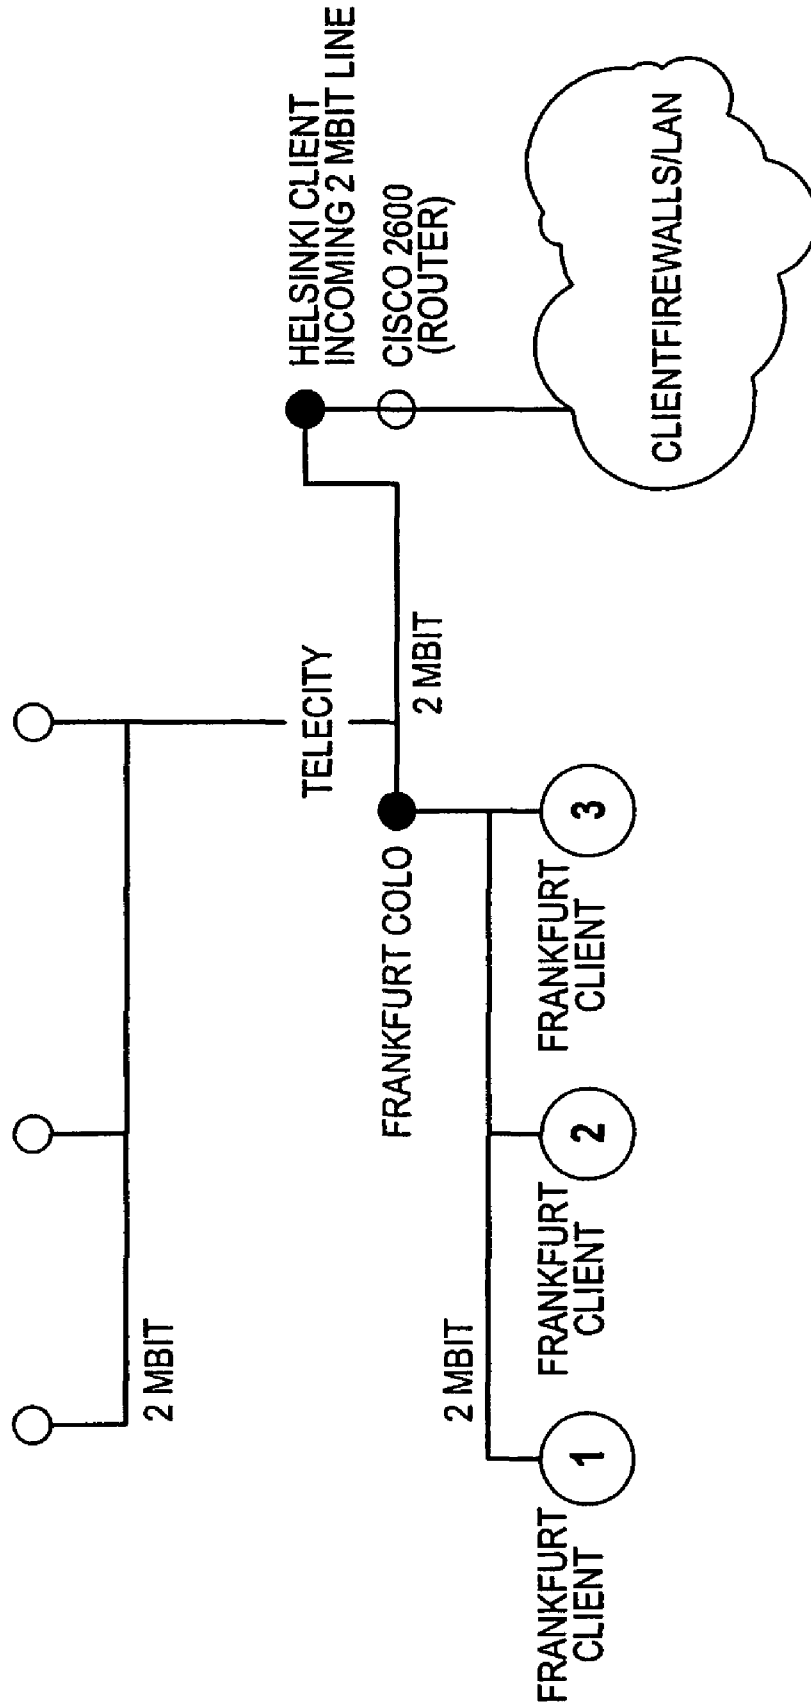 2 MBIT
TELECITY
HELSINKI CLIENT
INCOMING 2 MBIT LINE
FRANKFURT COLO
CISCO 2600
(ROUTER)
2 MBIT
2 MBIT
FRANKFURT
CLIENT
1
FRANKFURT
CLIENT
2
FRANKFURT
CLIENT
3
CLIENTFIREWALLS/LAN